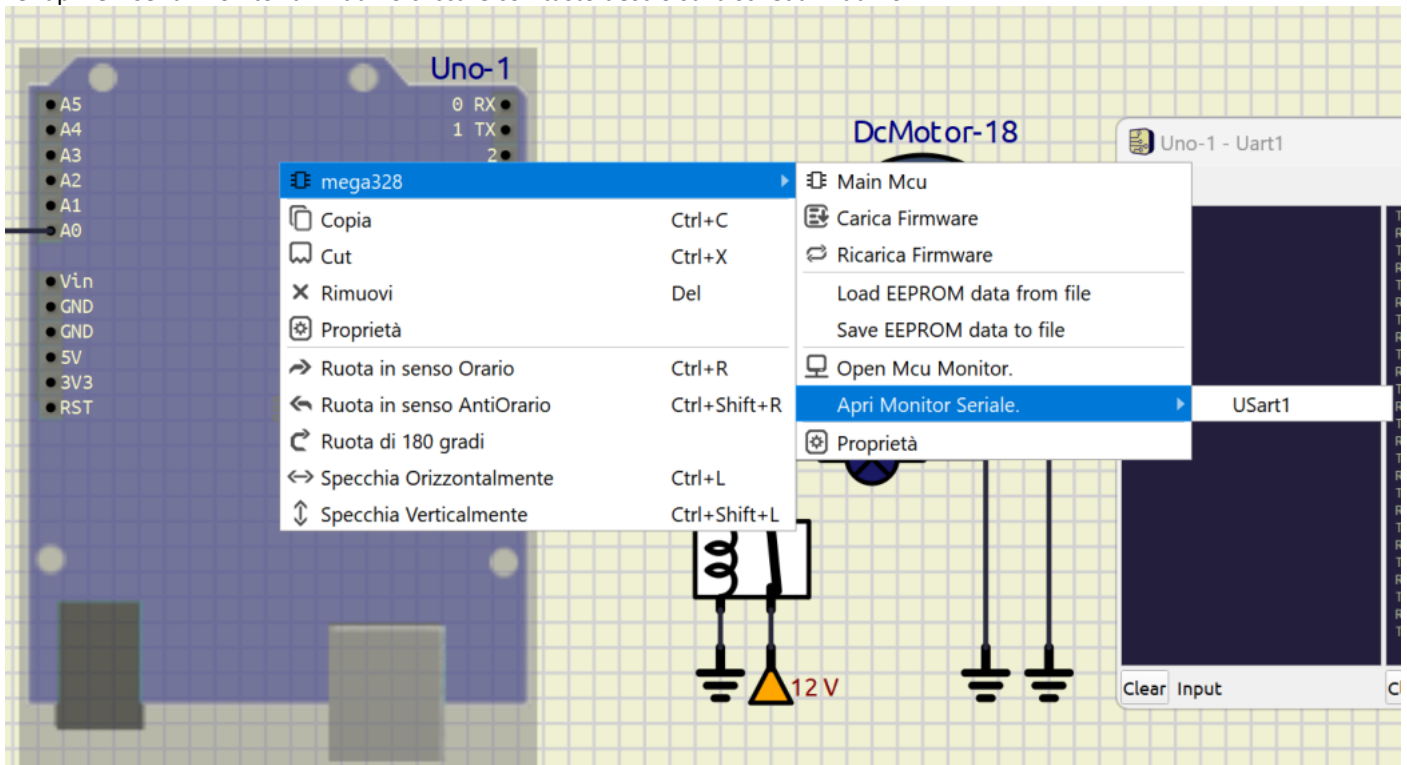 Uno-1
A5
A4
A3
A2
A1
A0
Vin
GND
GND
5V
3V3
RST
0 RX
1 TX
2
mega328
Copia Ctrl+C
Cut Ctrl+X
Rimuovi Del
Proprietà
Ruota in senso Orario Ctrl+R
Ruota in senso AntiOrario Ctrl+Shift+R
Ruota di 180 gradi
Specchia Orizzontalmente Ctrl+L
Specchia Verticalmente Ctrl+Shift+L
DcMotor-18
Main Mcu
Carica Firmware
Ricarica Firmware
Load EEPROM data from file
Save EEPROM data to file
Open Mcu Monitor.
Apri Monitor Seriale.
Proprietà
USart1
12 V
Uno-1 - Uart1
Clear Input